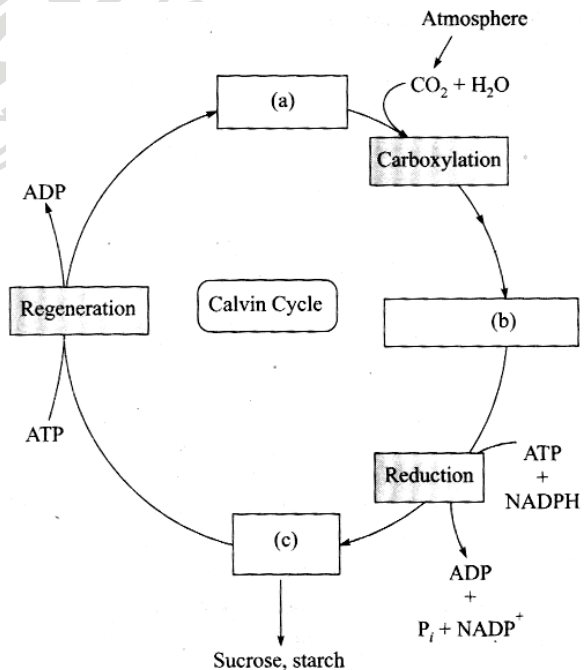 Atmosphere
(a)
CO₂ + H₂O
Carboxylation
ADP
Regeneration
Calvin Cycle
(b)
ATP
Reduction
ATP
+
NADPH
(c)
ADP
+
Pᵢ + NADP⁺
Sucrose, starch